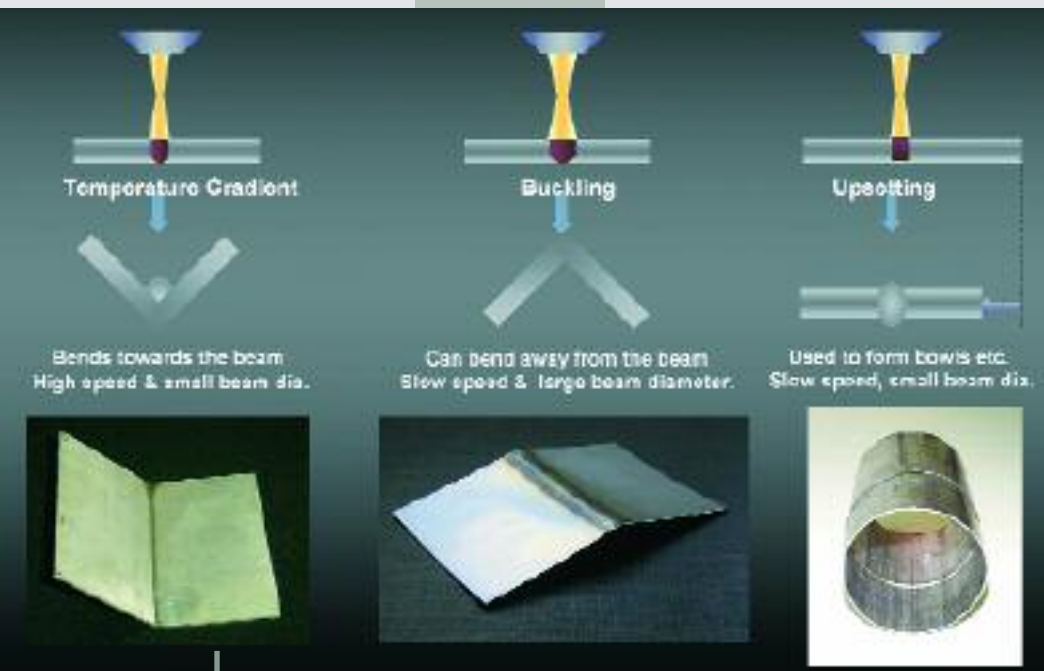 Temperature Gradient
Buckling
Upsetting
Bends towards the beam
High speed & small beam dia.
Can bend away from the beam
Slow speed & large beam diameter.
Used to form bowls etc.
Slow speed, small beam dia.